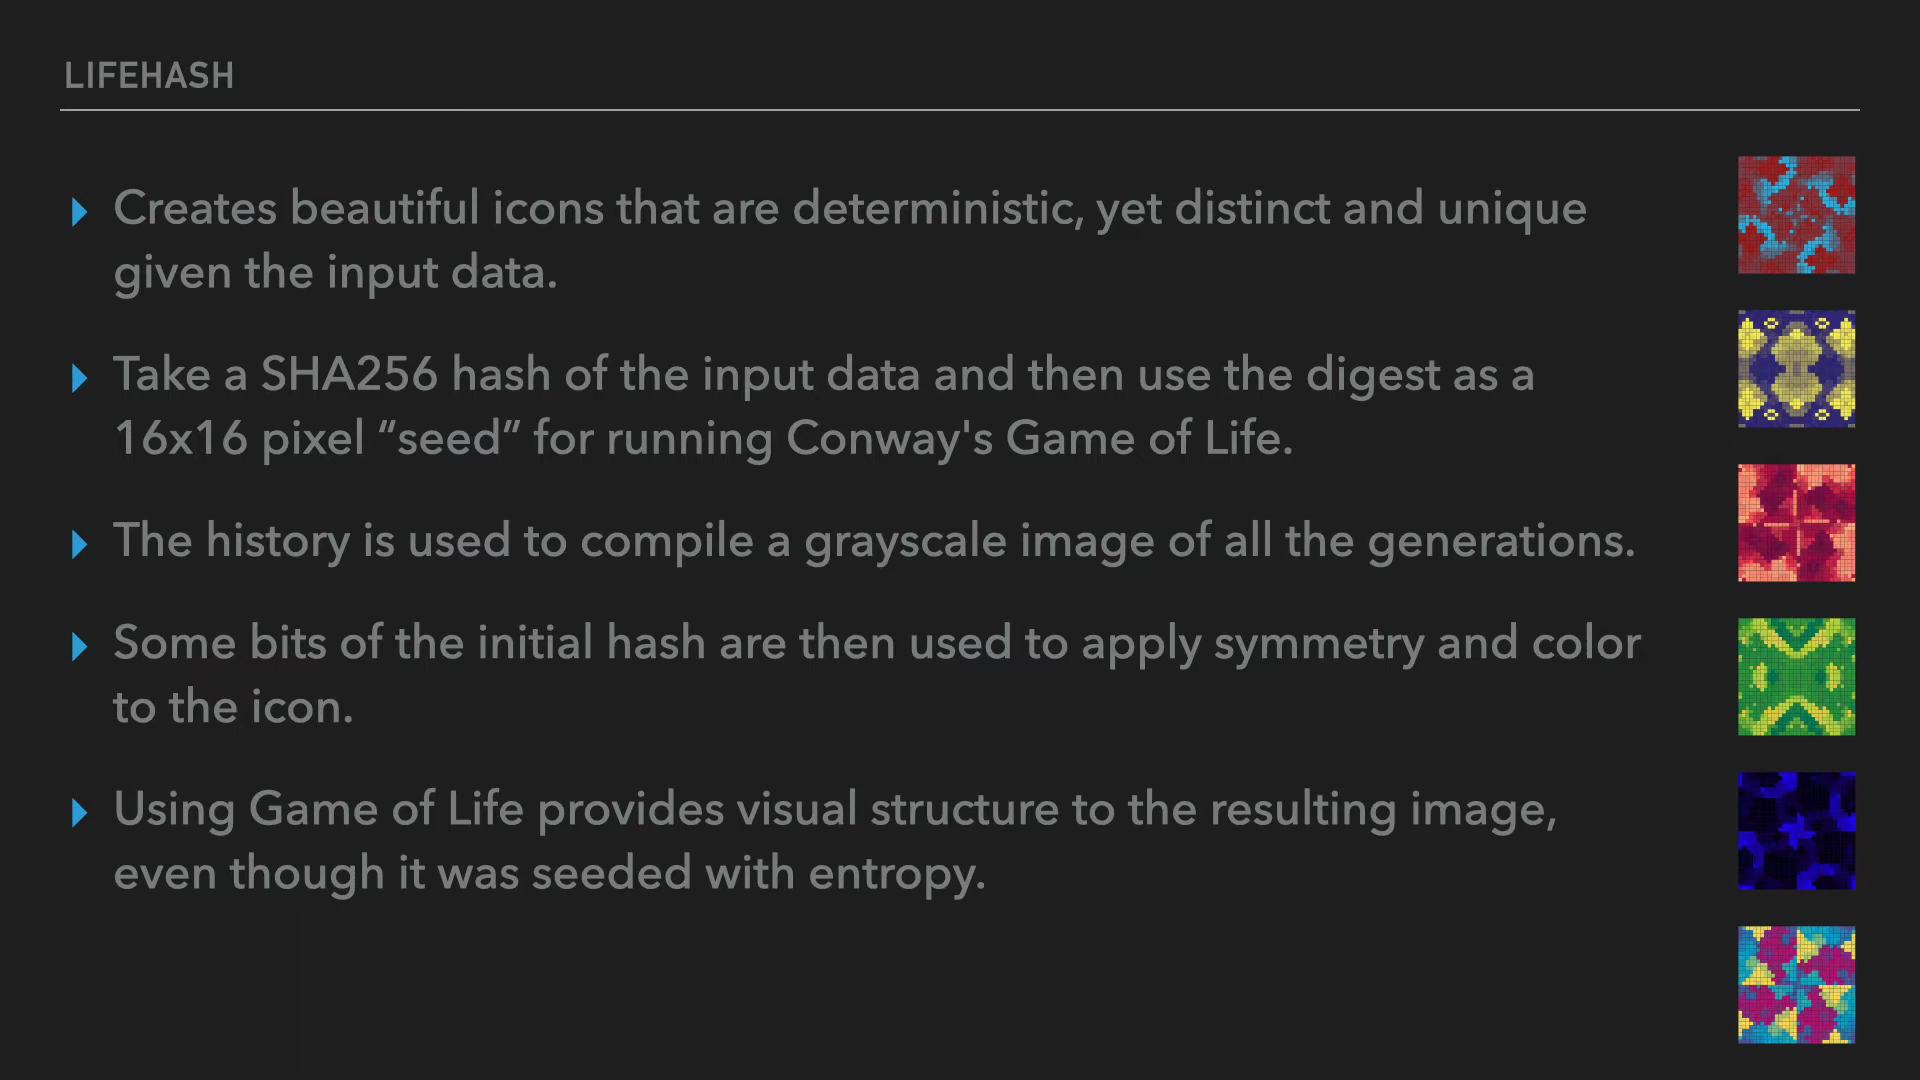 LIFEHASH
Creates beautiful icons that are deterministic, yet distinct and unique
given the input data.
Take a SHA256 hash of the input data and then use the digest as a
16x16 pixel “seed” for running Conway's Game of Life.
The history is used to compile a grayscale image of all the generations.
Some bits of the initial hash are then used to apply symmetry and color
to the icon.
Using Game of Life provides visual structure to the resulting image,
even though it was seeded with entropy.